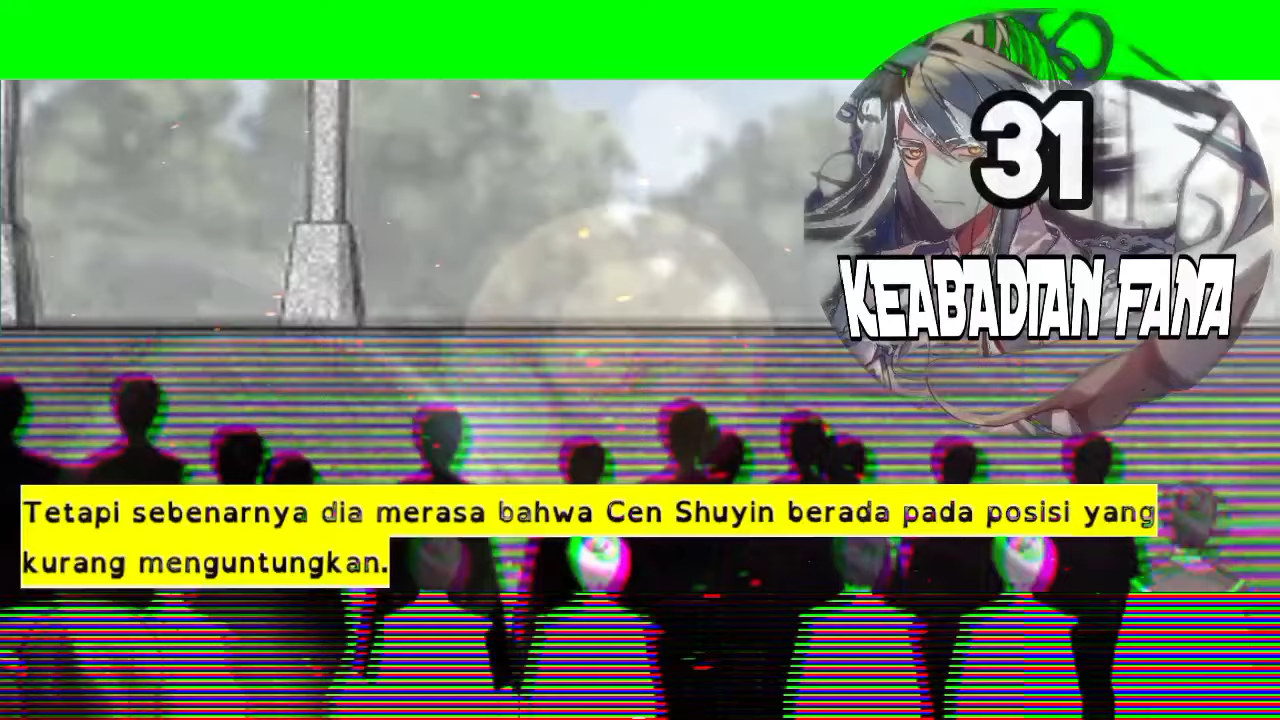 31
KEABADIAN FANA
Tetapi sebenarnya dia merasa bahwa Cen Shuyin berada pada posisi yang
kurang menguntungkan.